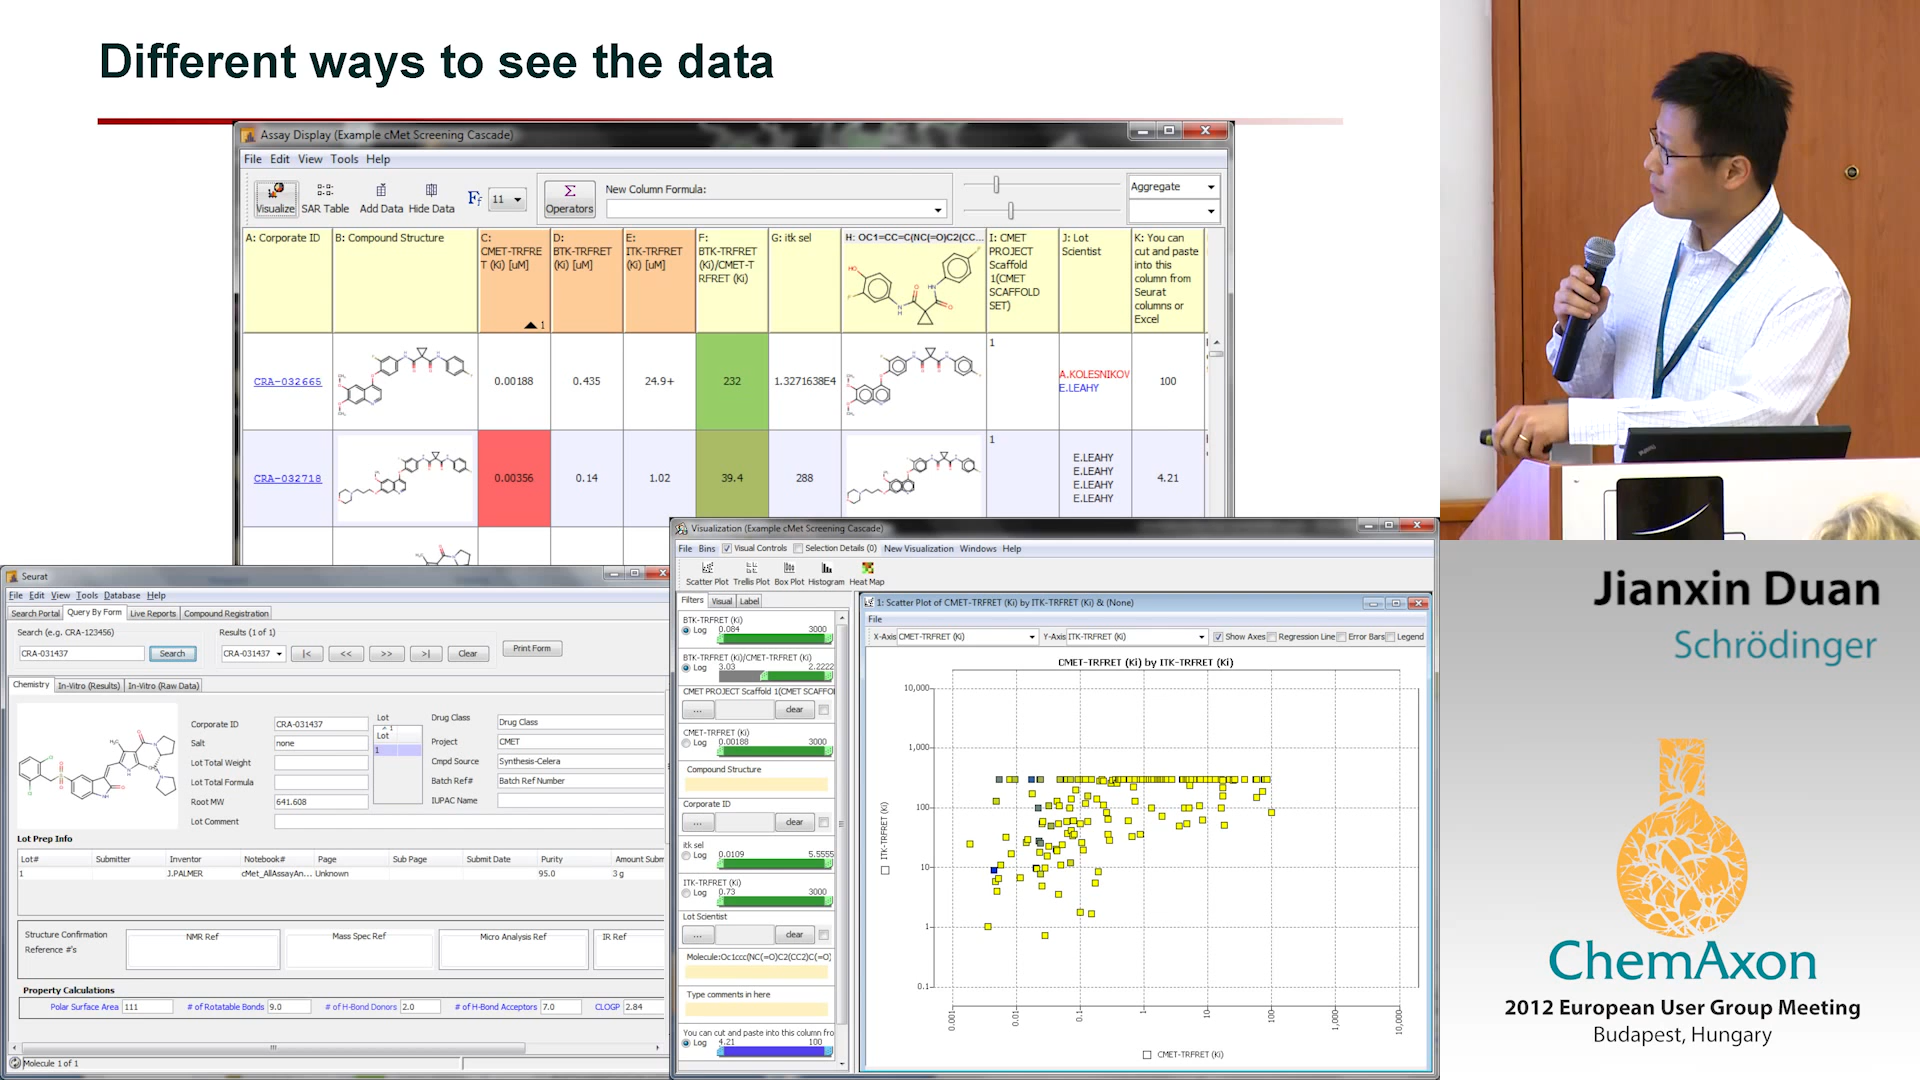 Different ways to see the data
Assay Display (Example cMet Screening Cascade)
File Edit View Tools Help
Visualize SAR Table Add Data Hide Data 11 Operators New Column Formula: Aggregate
A: Corporate ID
B: Compound Structure
C: CMET-TRFRE
T (Ki) [uM]
1
D:
BTK-TRFRET
(Ki) [uM]
E:
ITK-TRFRET
(Ki) [uM]
F:
BTK-TRFRET
(Ki)/CMET-T
RFRET (Ki)
G: itk sel
H: OC1=CC=C(NC(=O)C2(CC...
I: CMET
PROJECT
Scaffold
1(CMET
SCAFFOLD
SET)
J: Lot
Scientist
K: You can
cut and paste
into this
column from
Seurat
columns or
Excel
CRA-032665 0.00188 0.435 24.9+ 232 1.3271638E4 1 A.KOLESNIKOV 100
E.LEAHY
CRA-032718 0.00356 0.14 1.02 39.4 288 1 E.LEAHY 4.21
E.LEAHY
E.LEAHY
E.LEAHY
Seurat
File Edit View Tools Database Help
Search Portal Query By Form Live Reports Compound Registration
Search (e.g. CRA-123456) Results (1 of 1)
CRA-031437 Search CRA-031437 |< << >> >| Clear Print Form
Chemistry In-Vitro (Results) In-Vitro (Raw Data)
Corporate ID CRA-031437
Salt none
Lot Total Weight
Lot Total Formula
Root MW 641.608
Lot Comment
Lot
Lot
1
Drug Class Drug Class
Project CMET
Cmpd Source Synthesis-Celera
Batch Ref# Batch Ref Number
IUPAC Name
Lot Prep Info
Lot# Submitter Inventor Notebook# Page Sub Page Submit Date Purity Amount Subm
1 J.PALMER cMet_AllAssayAn... Unknown 95.0 3 g
Structure Confirmation
Reference #'s
NMR Ref Mass Spec Ref Micro Analysis Ref IR Ref
Property Calculations
Polar Surface Area 111 # of Rotatable Bonds 9.0 # of H-Bond Donors 2.0 # of H-Bond Acceptors 7.0 CLOGP 2.84
Molecule 1 of 1
Visualization (Example cMet Screening Cascade)
File Bins Visual Controls Selection Details (0) New Visualization Windows Help
Scatter Plot Trellis Plot Box Plot Histogram Heat Map
Filters Visual Label
BTK-TRFRET (Ki)
Log 0.084 3000
BTK-TRFRET (Ki)/CMET-TRFRET (Ki)
Log 3.03 2.2222
CMET PROJECT Scaffold 1(CMET SCAFFO
... clear
CMET-TRFRET (Ki)
Log 0.00188 3000
Compound Structure
Corporate ID
... clear
itk sel
Log 0.0109 5.5555
ITK-TRFRET (Ki)
Log 0.73 3000
Lot Scientist
... clear
Molecule:Oc1ccc(NC(=O)C2(CC2)C(=O)
Type comments in here
You can cut and paste into this column fro
Log 4.21 100
1: Scatter Plot of CMET-TRFRET (Ki) by ITK-TRFRET (Ki) & (None)
File
X-Axis CMET-TRFRET (Ki) Y-Axis ITK-TRFRET (Ki) Show Axes Regression Line Error Bars Legend
CMET-TRFRET (Ki) by ITK-TRFRET (Ki)
10,000
1,000
100
10
1
0.1
ITK-TRFRET (Ki)
0.001 0.01 0.1 1 10 100 1,000 10,000
CMET-TRFRET (Ki)
Jianxin Duan
Schrödinger
ChemAxon
2012 European User Group Meeting
Budapest, Hungary